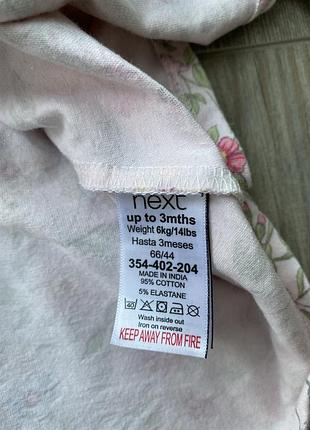 next
up to 3mths
Weight 6kg/14lbs
Hasta 3meses
66/44
354-402-204
MADE IN INDIA
95% COTTON
5% ELASTANE
40
Wash inside out
Iron on reverse
KEEP AWAY FROM FIRE